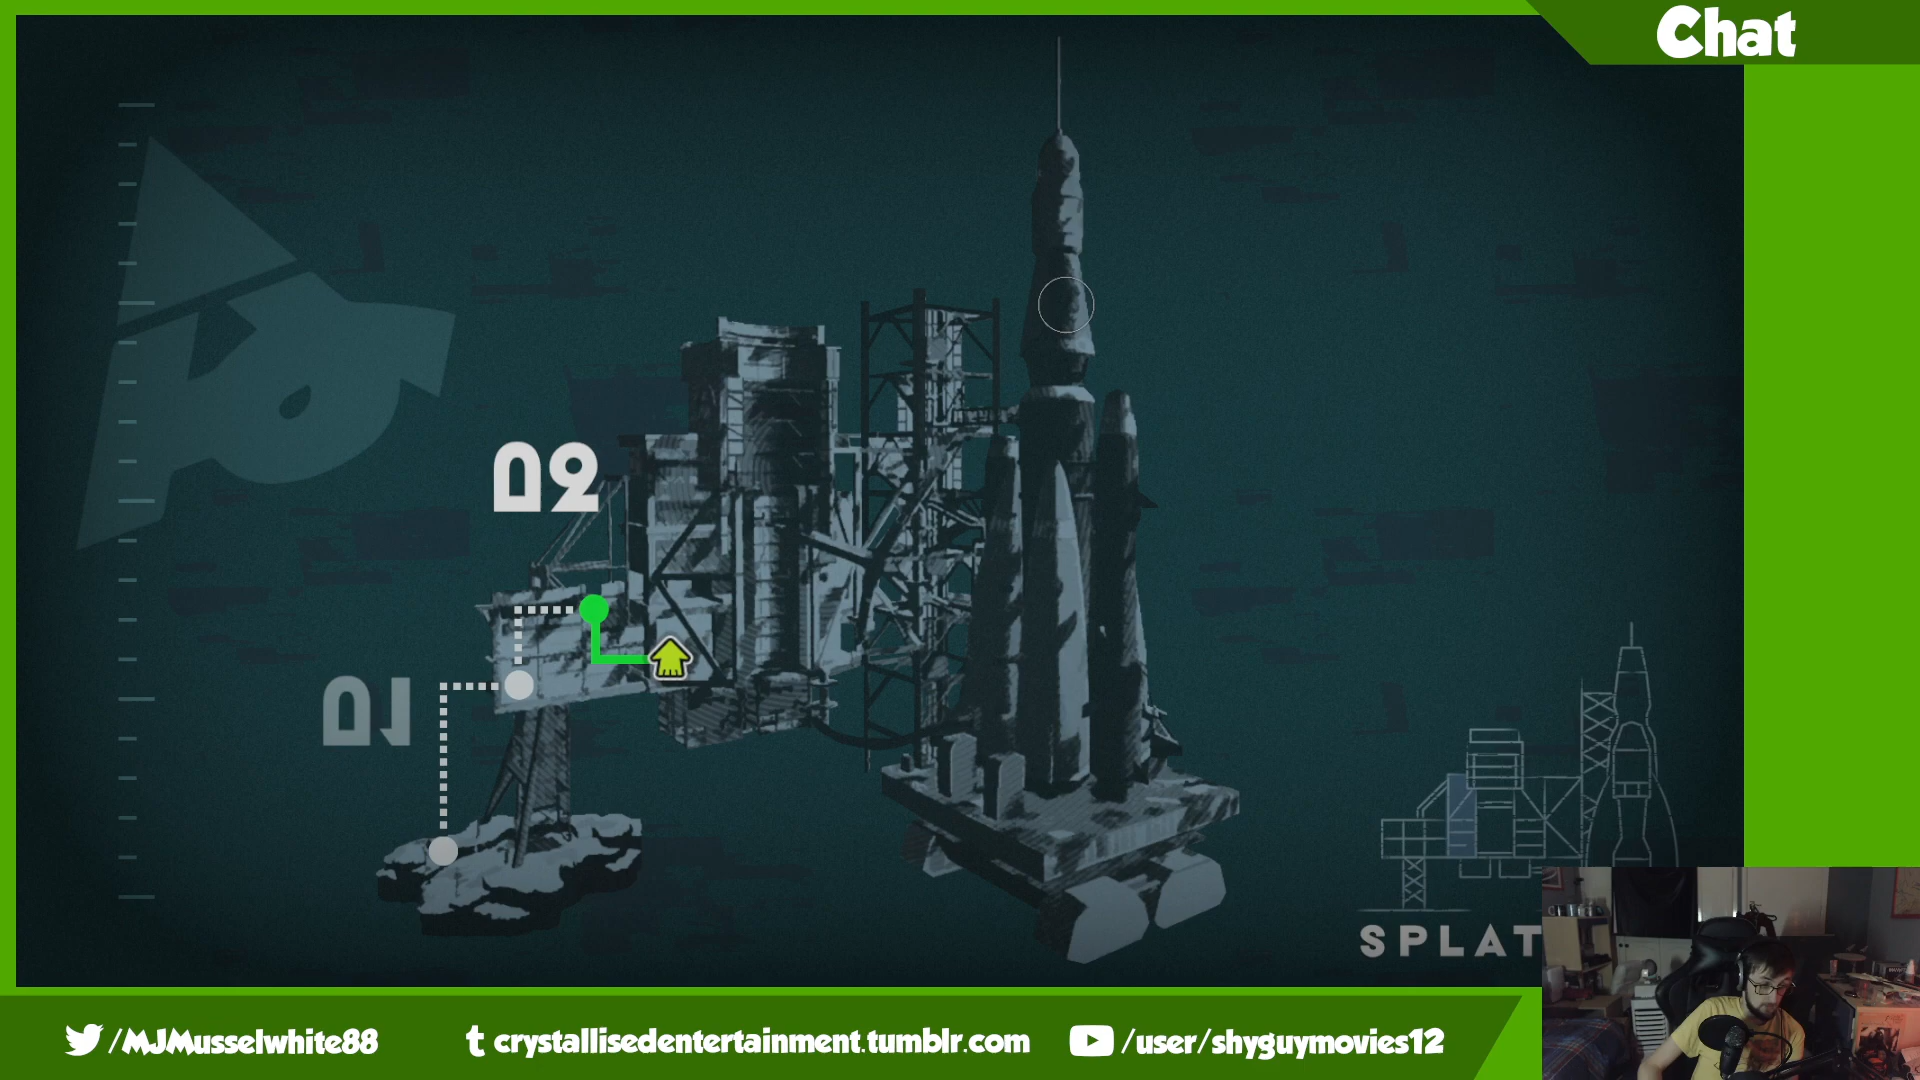 Chat
02
01
SPLAT
/MJMusselwhite88
t crystallisedentertainment.tumblr.com
/user/shyguymovies12